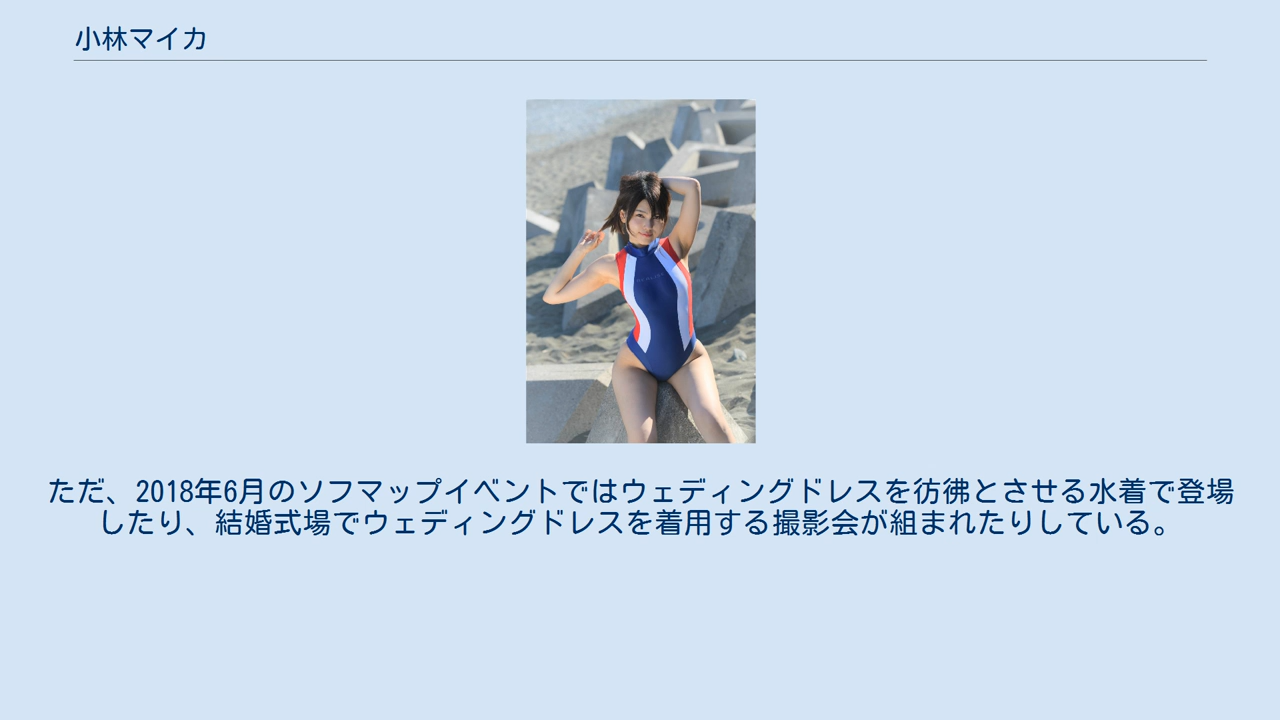 小林マイカ
ただ、2018年6月のソフマップイベントではウェディングドレスを彷彿とさせる水着で登場
したり、結婚式場でウェディングドレスを着用する撮影会が組まれたりしている。